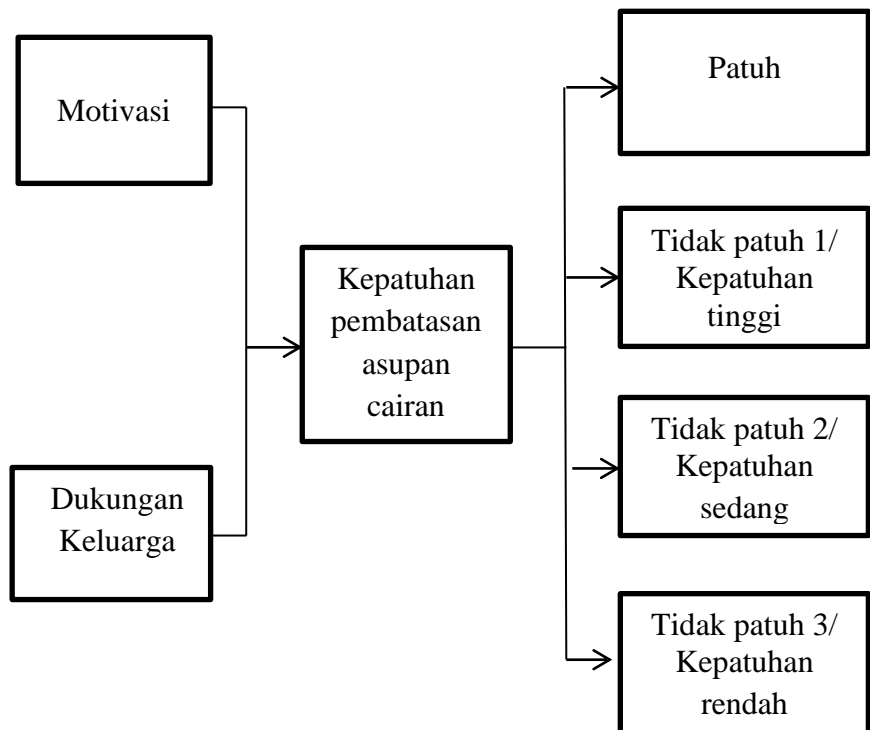 Motivasi
Dukungan
Keluarga
Kepatuhan
pembatasan
asupan
cairan
Patuh
Tidak patuh 1/
Kepatuhan
tinggi
Tidak patuh 2/
Kepatuhan
sedang
Tidak patuh 3/
Kepatuhan
rendah